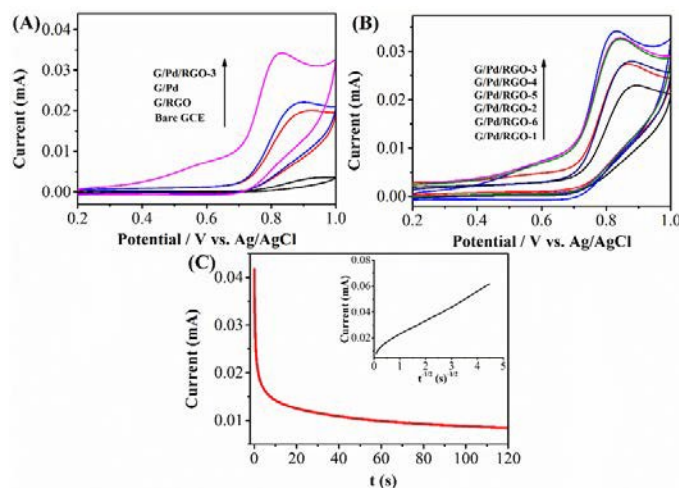 (A)
0.04
0.03
0.02
0.01
0.00
Current (mA)
G/Pd/RGO-3
G/Pd
G/RGO
Bare GCE
0.2 0.4 0.6 0.8 1.0
Potential / V vs. Ag/AgCl
(B)
0.03
0.02
0.01
0.00
Current (mA)
G/Pd/RGO-3
G/Pd/RGO-4
G/Pd/RGO-5
G/Pd/RGO-2
G/Pd/RGO-6
G/Pd/RGO-1
0.2 0.4 0.6 0.8 1.0
Potential / V vs. Ag/AgCl
(C)
0.04
0.03
0.02
0.01
Current (mA)
0 20 40 60 80 100 120
t (s)
0.08
0.06
0.04
0.02
Current (mA)
0 1 2 3 4 5